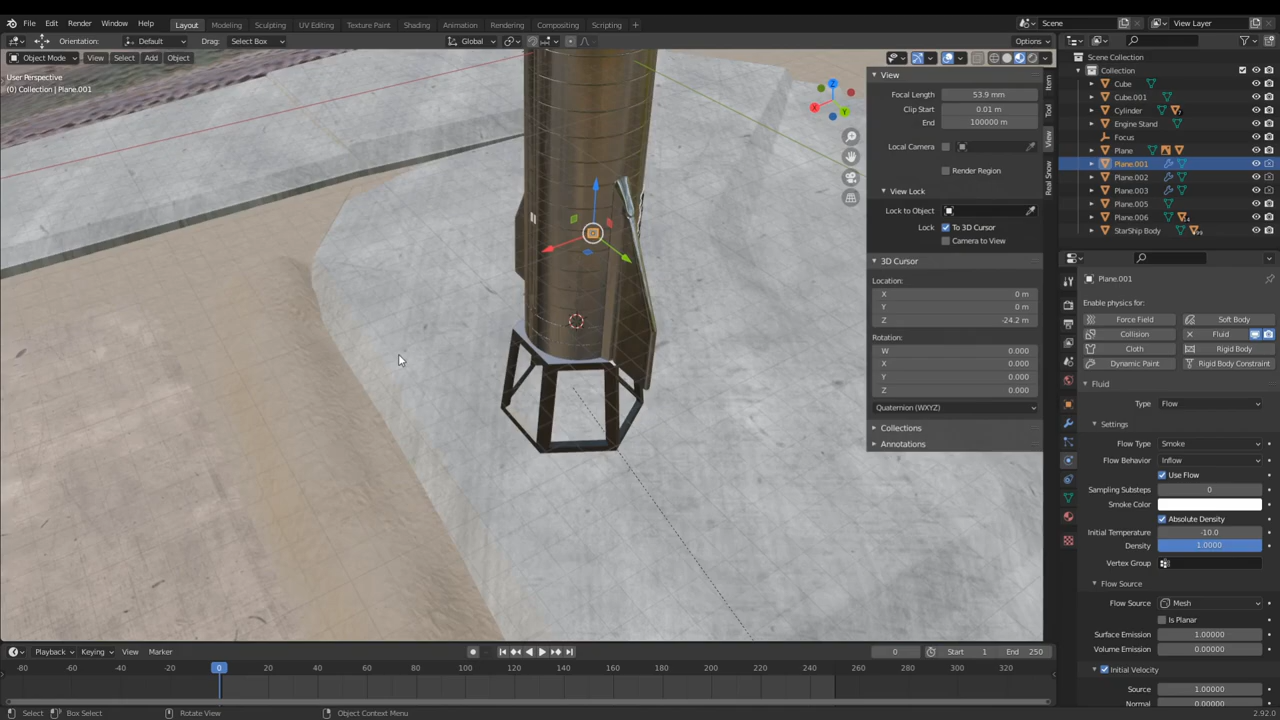 File Edit Render Window Help Layout Modeling Sculpting UV Editing Texture Paint Shading Animation Rendering Compositing Scripting Scene View Layer
Orientation: Default Drag: Select Box Global Options
Object Mode View Select Add Object
User Perspective
(0) Collection | Plane.001
Z
X
Y
View
Focal Length 53.9 mm
Clip Start 0.01 m
End 100000 m
Local Camera
Render Region
View Lock
Lock to Object
Lock To 3D Cursor
Camera to View
3D Cursor
Location:
X 0 m
Y 0 m
Z -24.2 m
Rotation:
W 0.000
X 0.000
Y 0.000
Z 0.000
Quaternion (WXYZ)
Collections
Annotations
Item
Tool
View
Real Snow
Scene Collection
Collection
Cube
Cube.001
Cylinder
Engine Stand
Focus
Plane
Plane.001
Plane.002
Plane.003
Plane.005
Plane.006
StarShip Body
Plane.001
Enable physics for:
Force Field Soft Body
Collision Fluid
Cloth Rigid Body
Dynamic Paint Rigid Body Constraint
Fluid
Type Flow
Settings
Flow Type Smoke
Flow Behavior Inflow
Use Flow
Sampling Substeps 0
Smoke Color
Absolute Density
Initial Temperature -10.0
Density 1.0000
Vertex Group
Flow Source
Flow Source Mesh
Is Planar
Surface Emission 1.00000
Volume Emission 0.00000
Initial Velocity
Source 1.00000
Normal 0.00000
Playback Keying View Marker 0 Start 1 End 250
-80 -60 -40 -20 0 20 40 60 80 100 120 140 160 180 200 220 240 260 280 300 320
Select Box Select Rotate View Object Context Menu 2.92.0